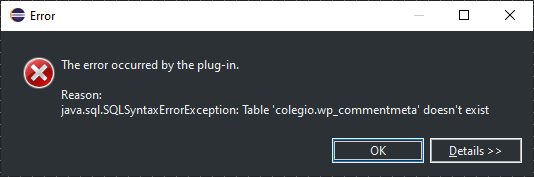 Error
The error occurred by the plug-in.
Reason:
java.sql.SQLSyntaxErrorException: Table 'colegio.wp_commentmeta' doesn't exist
OK
Details >>